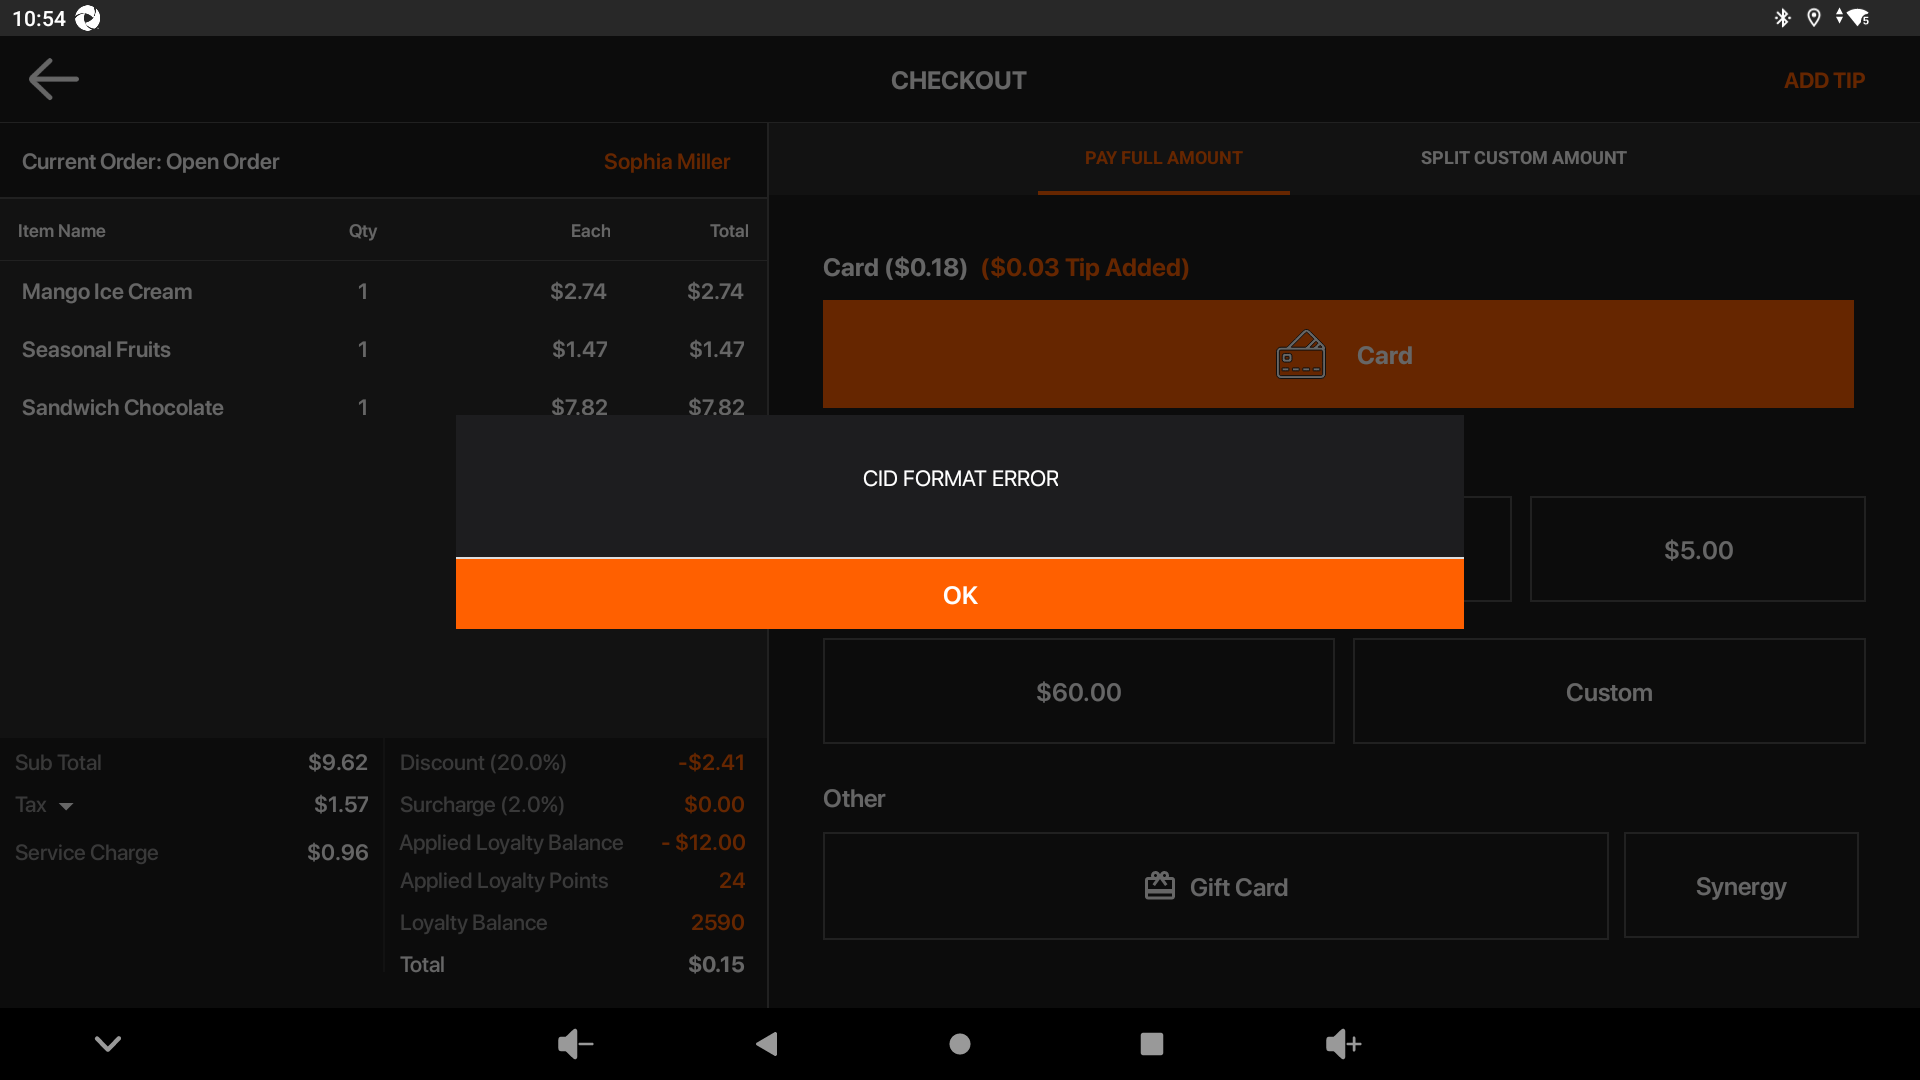 10:54
5
CHECKOUT
ADD TIP
Current Order: Open Order
Sophia Miller
PAY FULL AMOUNT
SPLIT CUSTOM AMOUNT
Item Name Qty Each Total
Mango Ice Cream 1 $2.74 $2.74
Seasonal Fruits 1 $1.47 $1.47
Sandwich Chocolate 1 $7.82 $7.82
Card ($0.18) ($0.03 Tip Added)
Card
CID FORMAT ERROR
OK
$5.00
$60.00
Custom
Sub Total $9.62
Tax $1.57
Service Charge $0.96
Discount (20.0%) -$2.41
Surcharge (2.0%) $0.00
Applied Loyalty Balance - $12.00
Applied Loyalty Points 24
Loyalty Balance 2590
Total $0.15
Other
Gift Card
Synergy